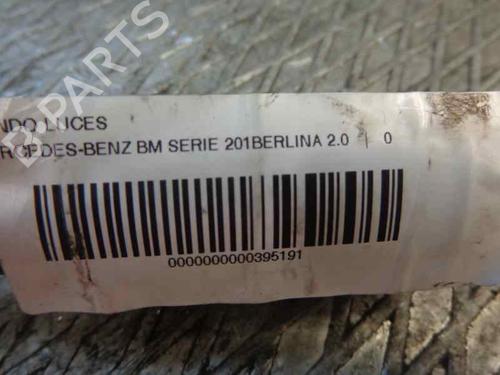 B-PARTS
NDO LUCES
RCEDES-BENZ BM SERIE 201BERLINA 2.0 | 0
0000000000395191